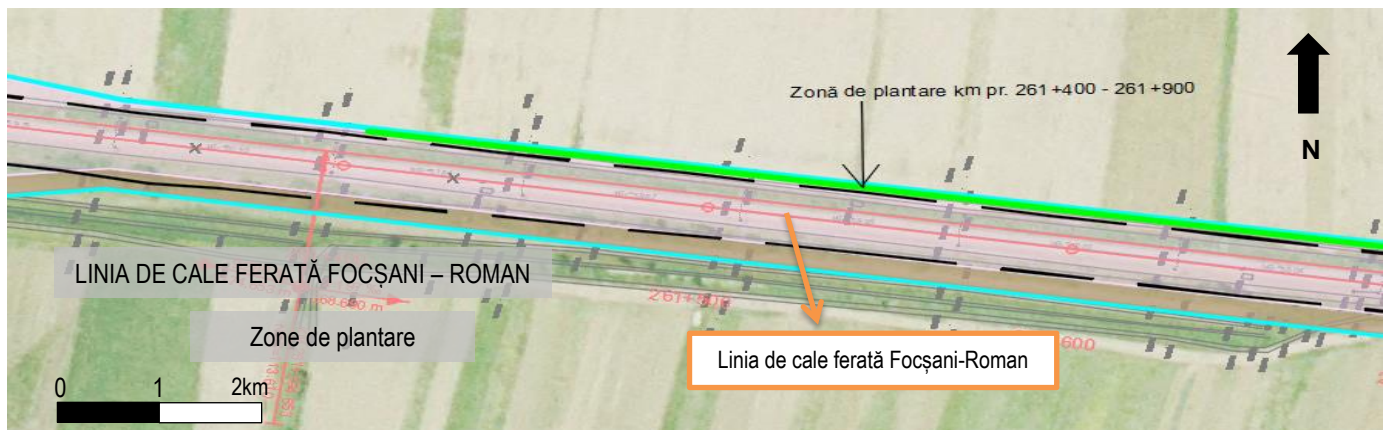 Zonă de plantare km pr. 261+400 - 261+900
N
LINIA DE CALE FERATĂ FOCȘANI – ROMAN
Zone de plantare
Linia de cale ferată Focșani-Roman
600
0 1 2km